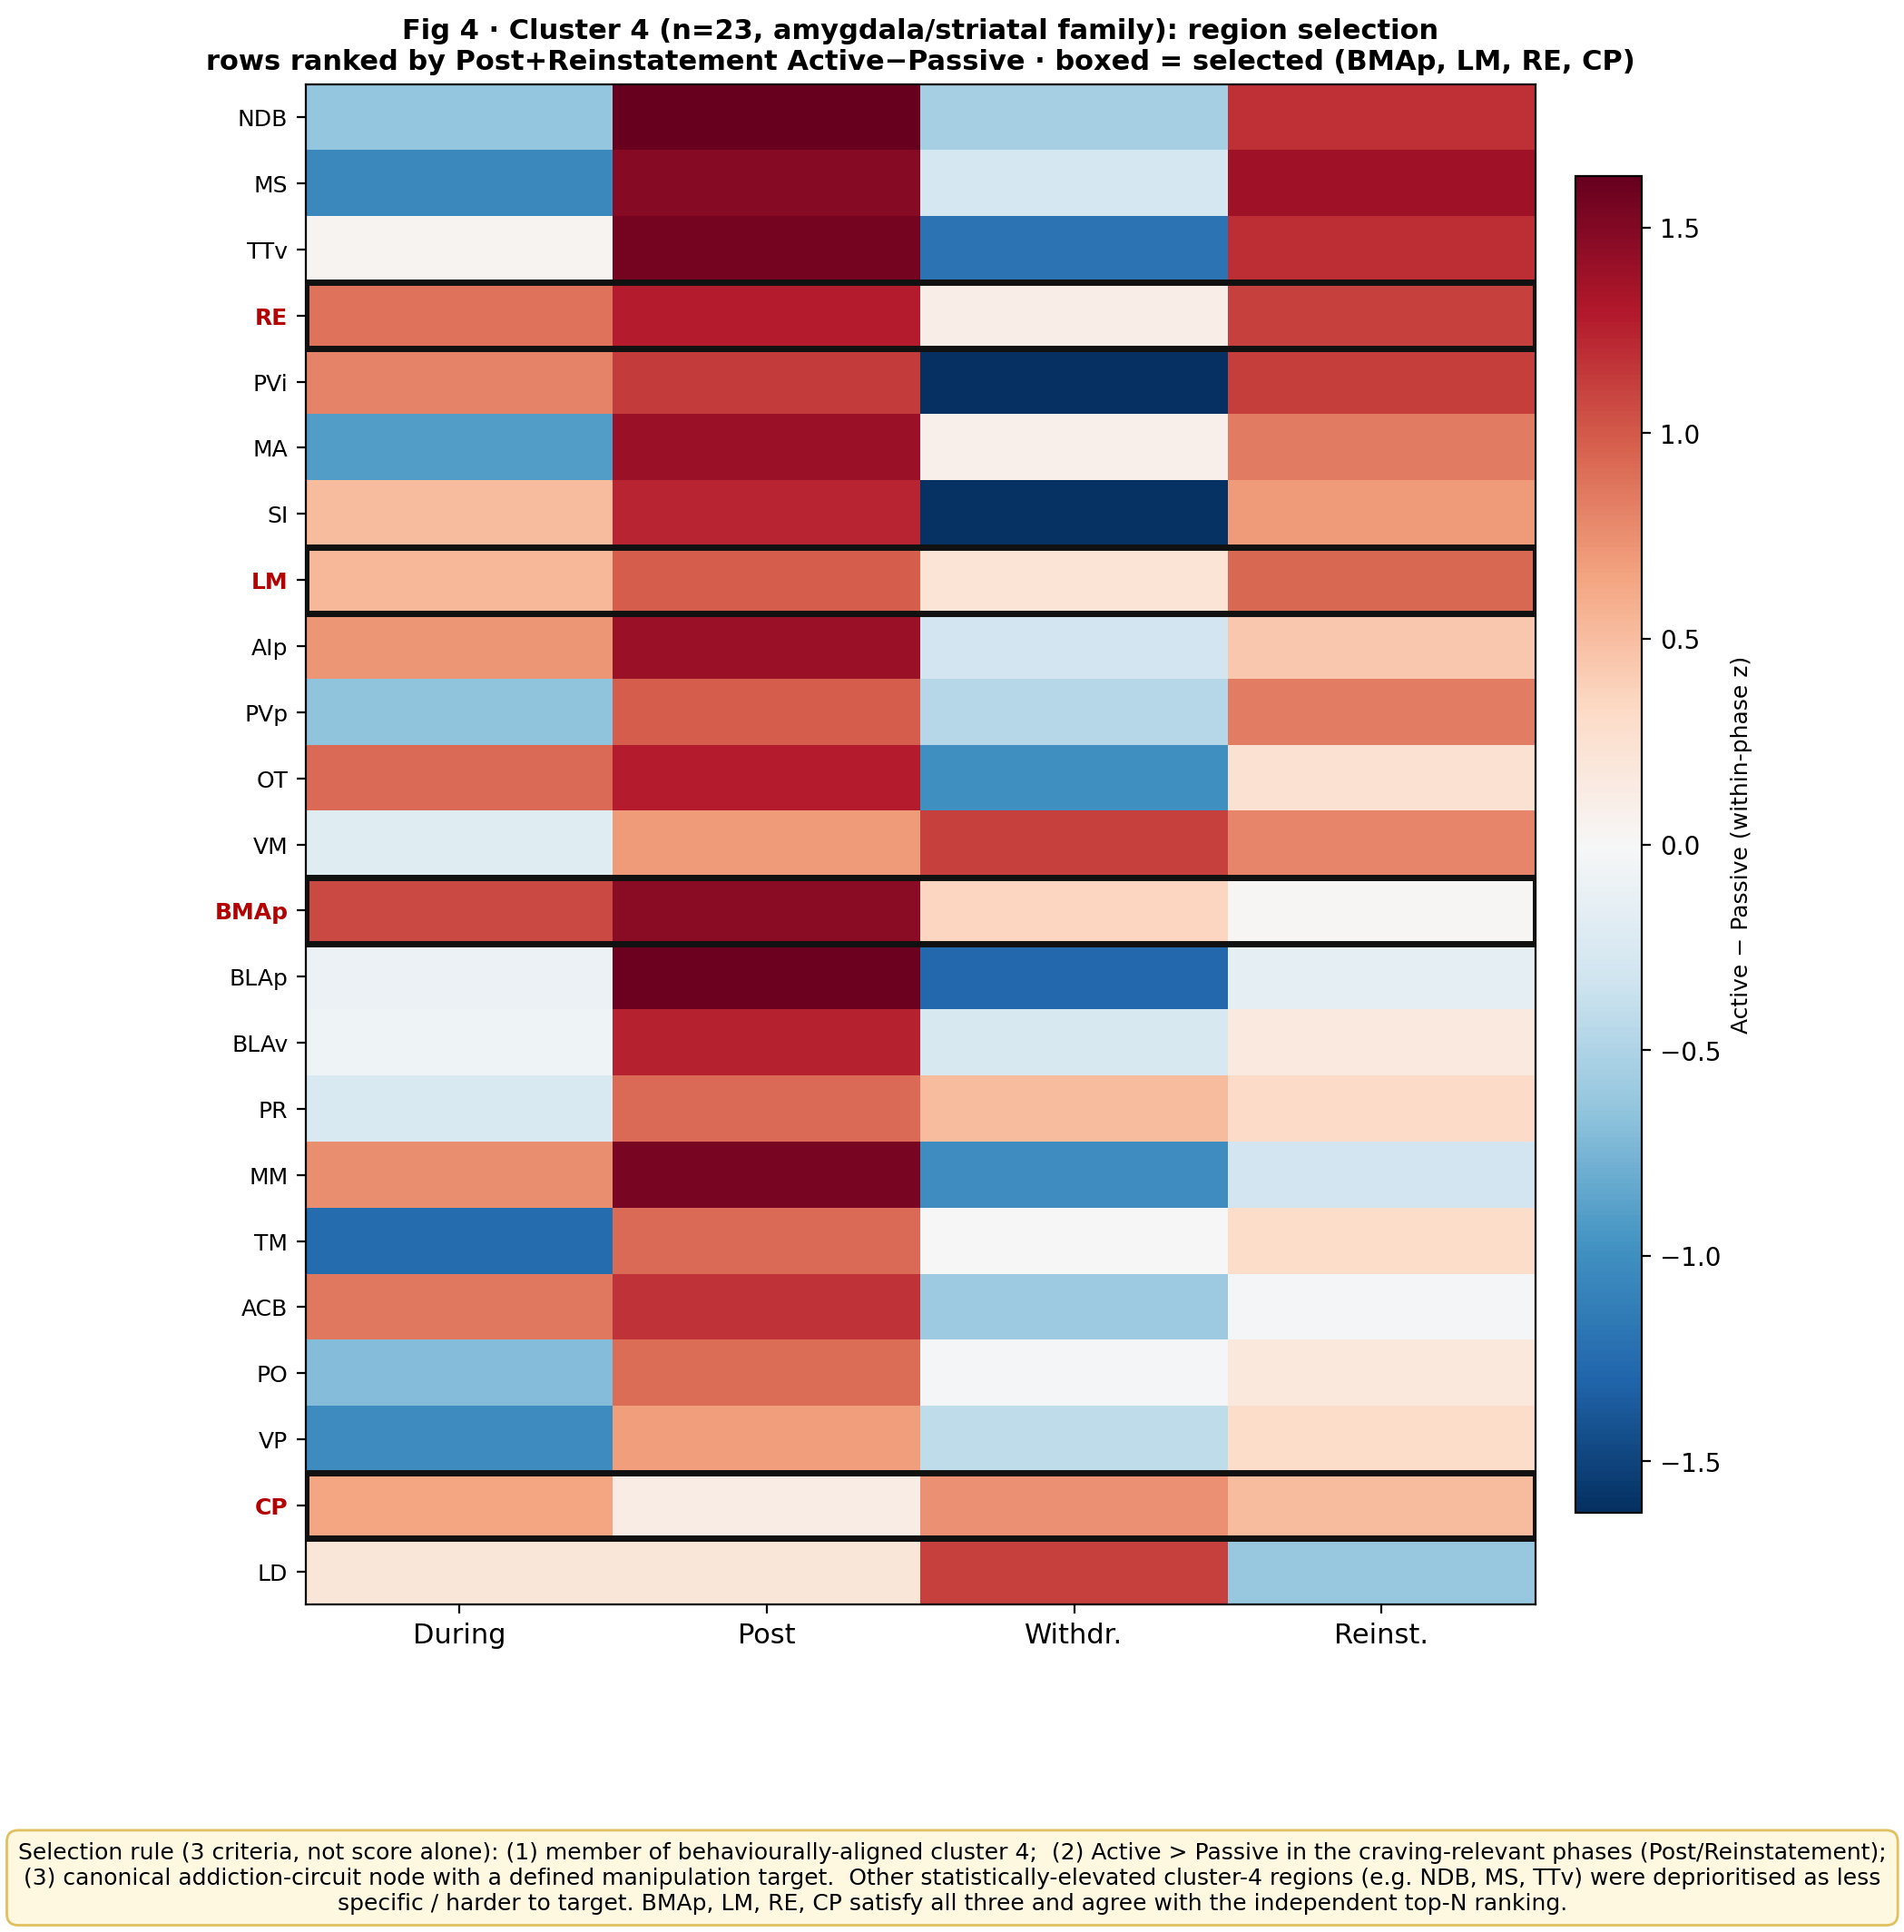 Fig 4 · Cluster 4 (n=23, amygdala/striatal family): region selection
rows ranked by Post+Reinstatement Active−Passive · boxed = selected (BMAp, LM, RE, CP)
NDB
MS
TTv
RE
PVi
MA
SI
LM
AIp
PVp
OT
VM
BMAp
BLAp
BLAv
PR
MM
TM
ACB
PO
VP
CP
LD
During
Post
Withdr.
Reinst.
1.5
1.0
0.5
0.0
−0.5
−1.0
−1.5
Active − Passive (within-phase z)
Selection rule (3 criteria, not score alone): (1) member of behaviourally-aligned cluster 4;  (2) Active > Passive in the craving-relevant phases (Post/Reinstatement);
(3) canonical addiction-circuit node with a defined manipulation target.  Other statistically-elevated cluster-4 regions (e.g. NDB, MS, TTv) were deprioritised as less
specific / harder to target. BMAp, LM, RE, CP satisfy all three and agree with the independent top-N ranking.